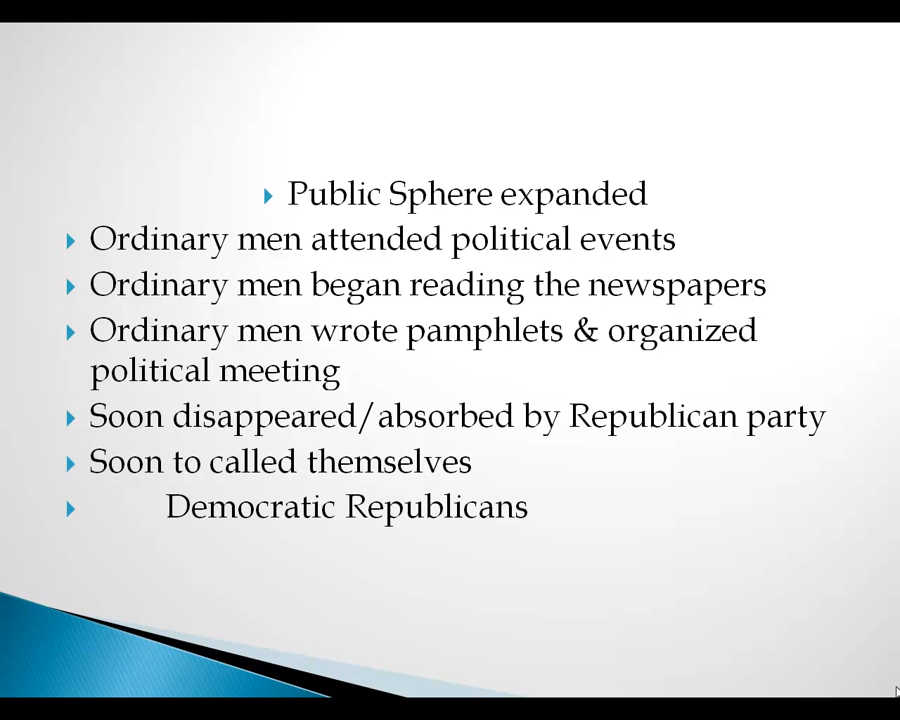 Public Sphere expanded
Ordinary men attended political events
Ordinary men began reading the newspapers
Ordinary men wrote pamphlets & organized
political meeting
Soon disappeared/absorbed by Republican party
Soon to called themselves
Democratic Republicans